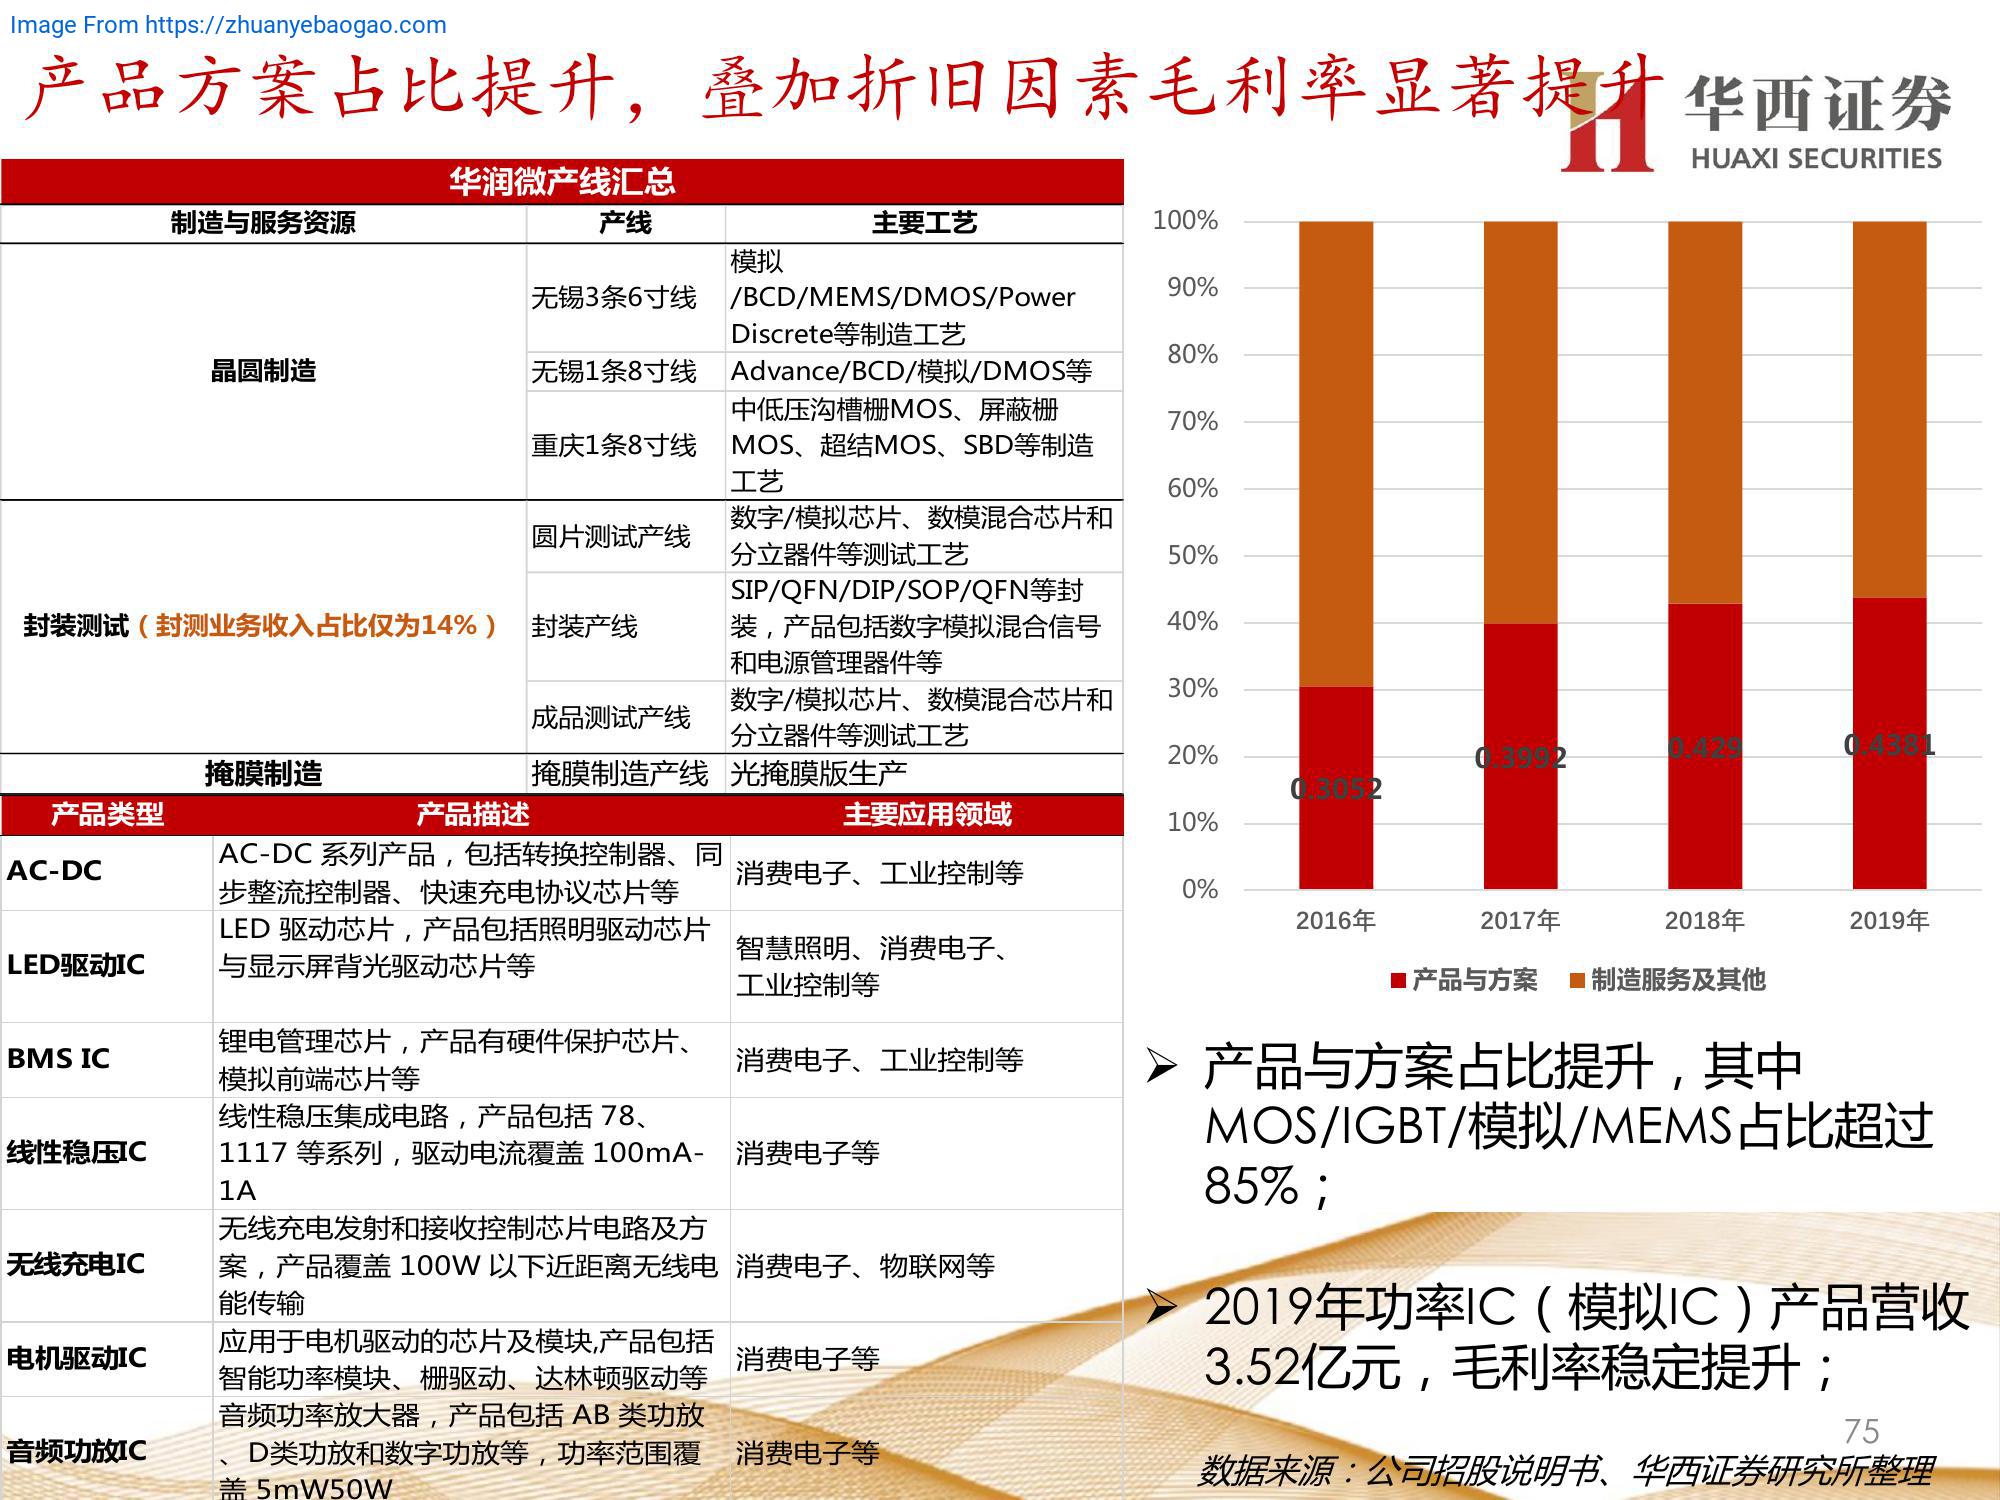 Image From https://zhuanyebaogao.com
产品方案占比提升，叠加折旧因素毛利率显著提升
华西证券
HUAXI SECURITIES
华润微产线汇总
制造与服务资源
产线
主要工艺
晶圆制造
无锡3条6寸线
模拟
/BCD/MEMS/DMOS/Power
Discrete等制造工艺
无锡1条8寸线
Advance/BCD/模拟/DMOS等
重庆1条8寸线
中低压沟槽栅MOS、屏蔽栅
MOS、超结MOS、SBD等制造
工艺
封装测试（封测业务收入占比仅为14%）
圆片测试产线
数字/模拟芯片、数模混合芯片和
分立器件等测试工艺
封装产线
SIP/QFN/DIP/SOP/QFN等封
装，产品包括数字模拟混合信号
和电源管理器件等
成品测试产线
数字/模拟芯片、数模混合芯片和
分立器件等测试工艺
掩膜制造
掩膜制造产线
光掩膜版生产
产品类型
产品描述
主要应用领域
AC-DC
AC-DC 系列产品，包括转换控制器、同
步整流控制器、快速充电协议芯片等
消费电子、工业控制等
LED驱动IC
LED 驱动芯片，产品包括照明驱动芯片
与显示屏背光驱动芯片等
智慧照明、消费电子、
工业控制等
BMS IC
锂电管理芯片，产品有硬件保护芯片、
模拟前端芯片等
消费电子、工业控制等
线性稳压IC
线性稳压集成电路，产品包括 78、
1117 等系列，驱动电流覆盖 100mA-
1A
消费电子等
无线充电IC
无线充电发射和接收控制芯片电路及方
案，产品覆盖 100W 以下近距离无线电
能传输
消费电子、物联网等
电机驱动IC
应用于电机驱动的芯片及模块,产品包括
智能功率模块、栅驱动、达林顿驱动等
消费电子等
音频功放IC
音频功率放大器，产品包括 AB 类功放
、D类功放和数字功放等，功率范围覆
盖 5mW50W
消费电子等
100%
90%
80%
70%
60%
50%
40%
30%
20%
10%
0%
0.3052
0.3992
0.429
0.4381
2016年
2017年
2018年
2019年
产品与方案
制造服务及其他
➢ 产品与方案占比提升，其中
MOS/IGBT/模拟/MEMS占比超过
85%；
➢ 2019年功率IC（模拟IC）产品营收
3.52亿元，毛利率稳定提升；
75
数据来源：公司招股说明书、华西证券研究所整理